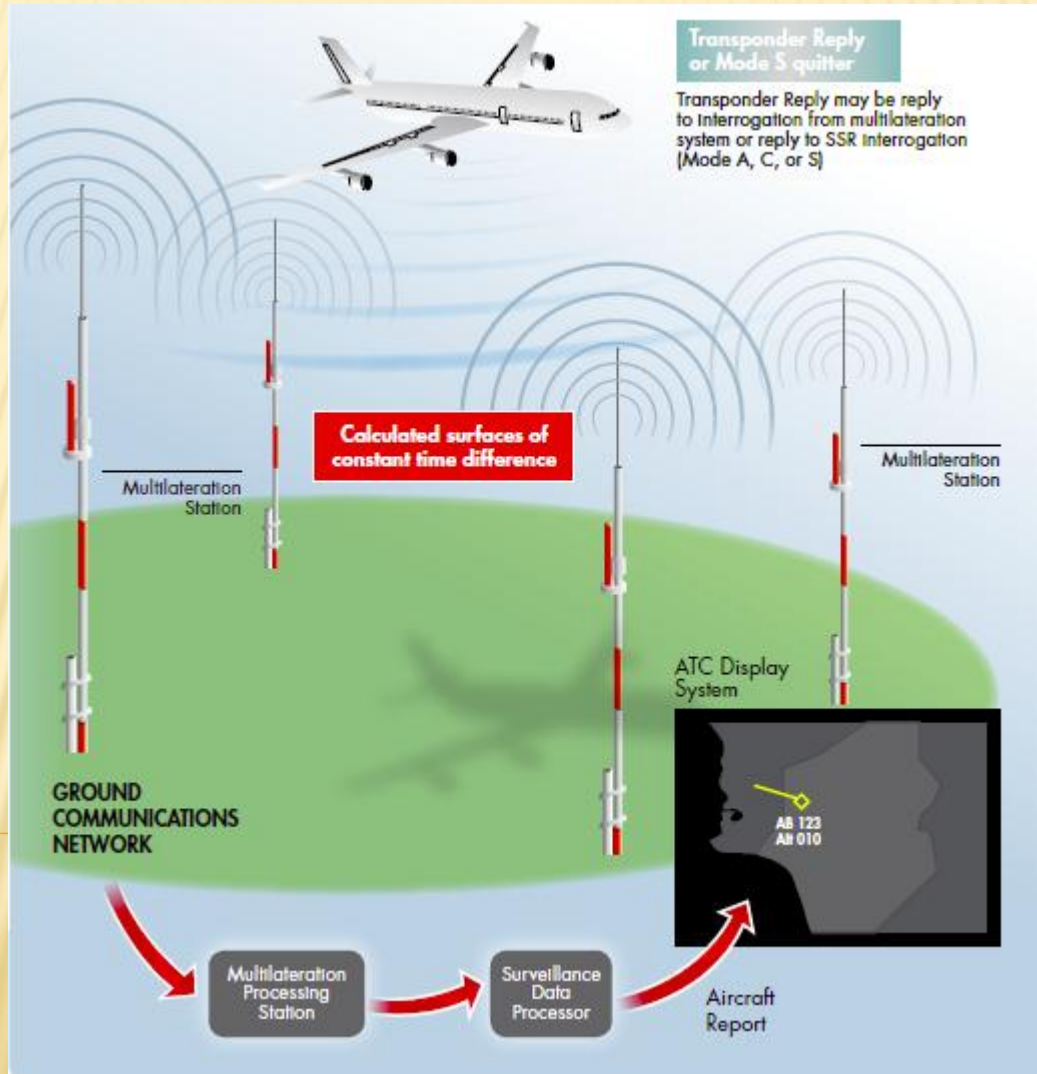 Transponder Reply
or Mode S quitter
Transponder Reply may be reply
to interrogation from multilateration
system or reply to SSR interrogation
(Mode A, C, or S)
Calculated surfaces of
constant time difference
Multilateration
Station
Multilateration
Station
ATC Display
System
AB 123
Alt 010
GROUND
COMMUNICATIONS
NETWORK
Multilateration
Processing
Station
Surveillance
Data
Processor
Aircraft
Report